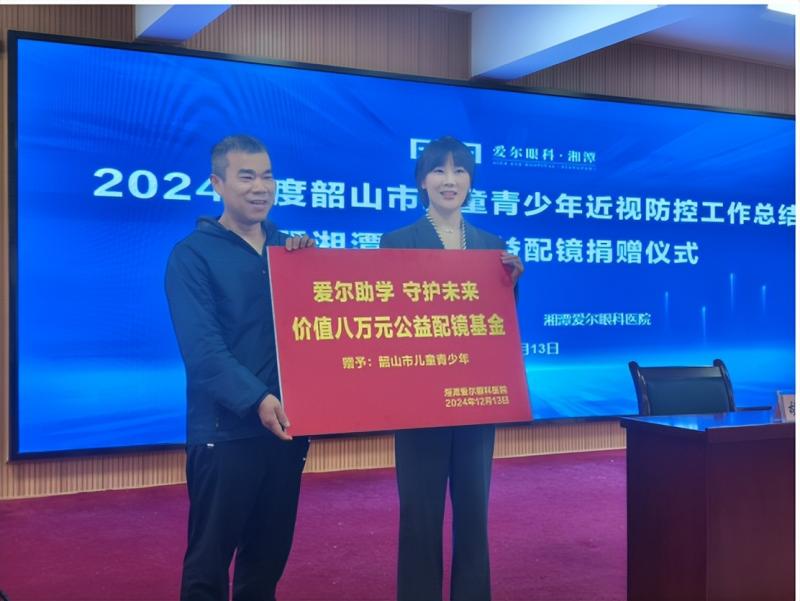 爱尔眼科·湘潭
2024 度韶山市 童青少年近视防控工作总结
湘潭 益配镜捐赠仪式
湘潭爱尔眼科医院
月13日
爱尔助学 守护未来
价值八万元公益配镜基金
赠予：韶山市儿童青少年
湘潭爱尔眼科医院
2024年12月13日